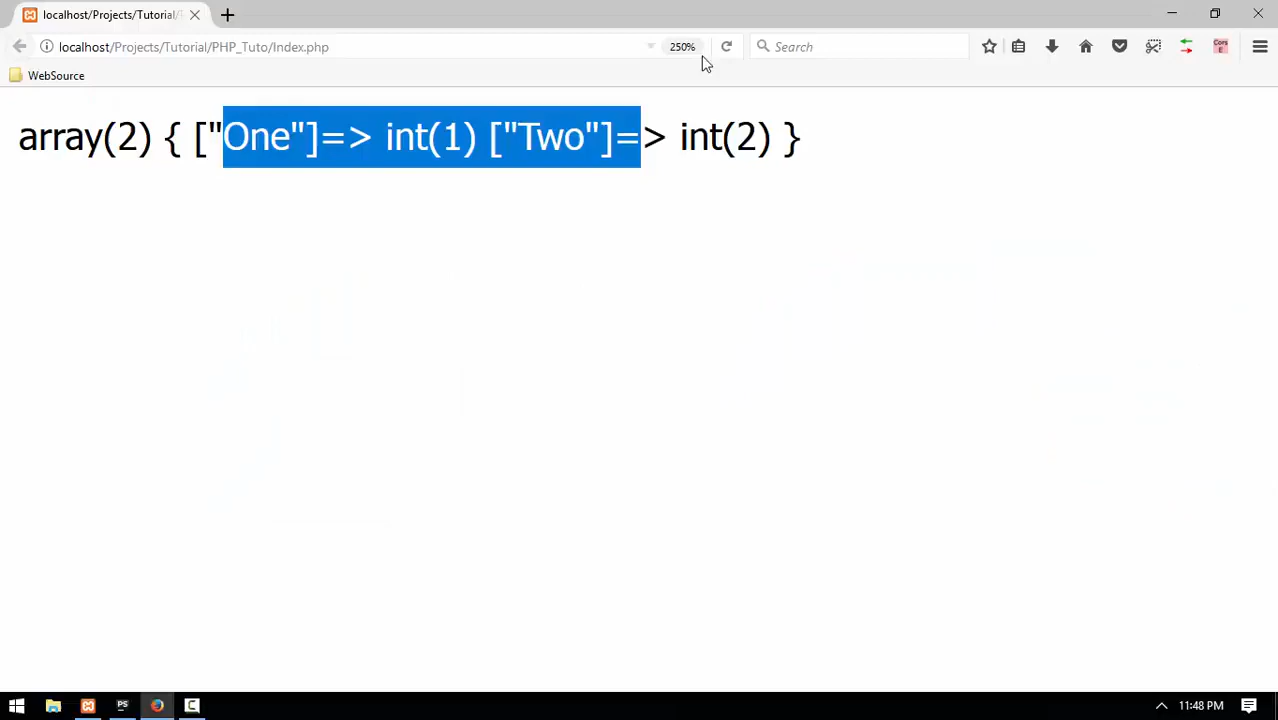 localhost/Projects/Tutorial/
localhost/Projects/Tutorial/PHP_Tuto/Index.php
250%
Search
WebSource
array(2) { ["One"]=> int(1) ["Two"]=> int(2) }
11:48 PM